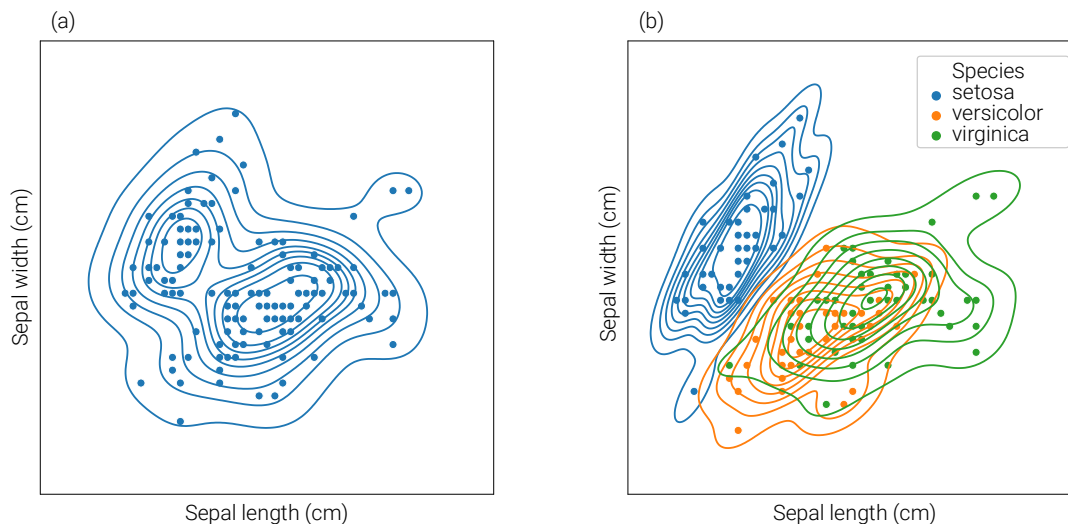 (a)
Sepal width (cm)
Sepal length (cm)
(b)
Species
setosa
versicolor
virginica
Sepal width (cm)
Sepal length (cm)